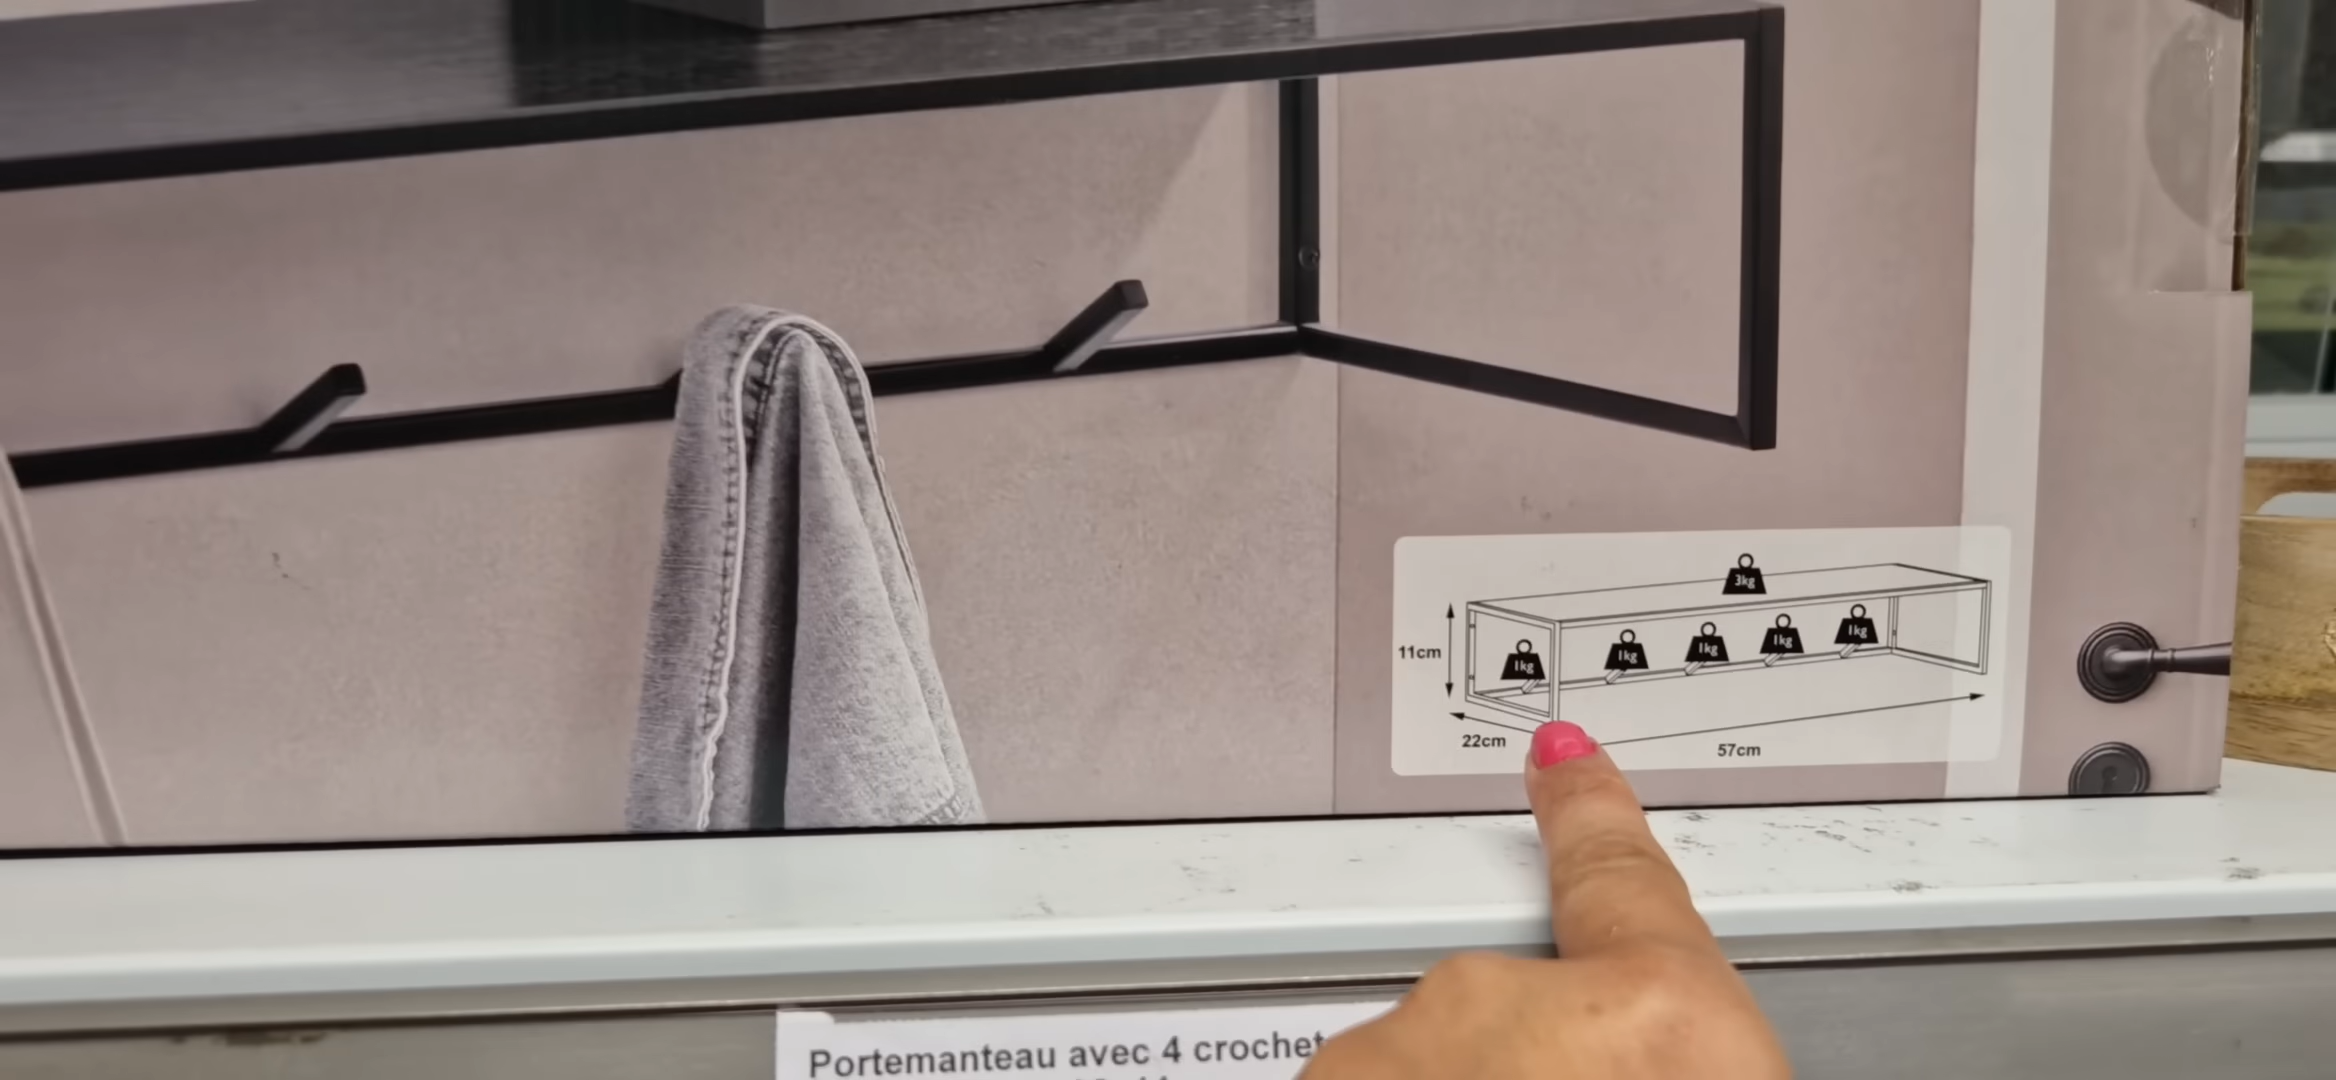 3kg
1kg
1kg
1kg
1kg
1kg
11cm
22cm
57cm
Portemanteau avec 4 crochet